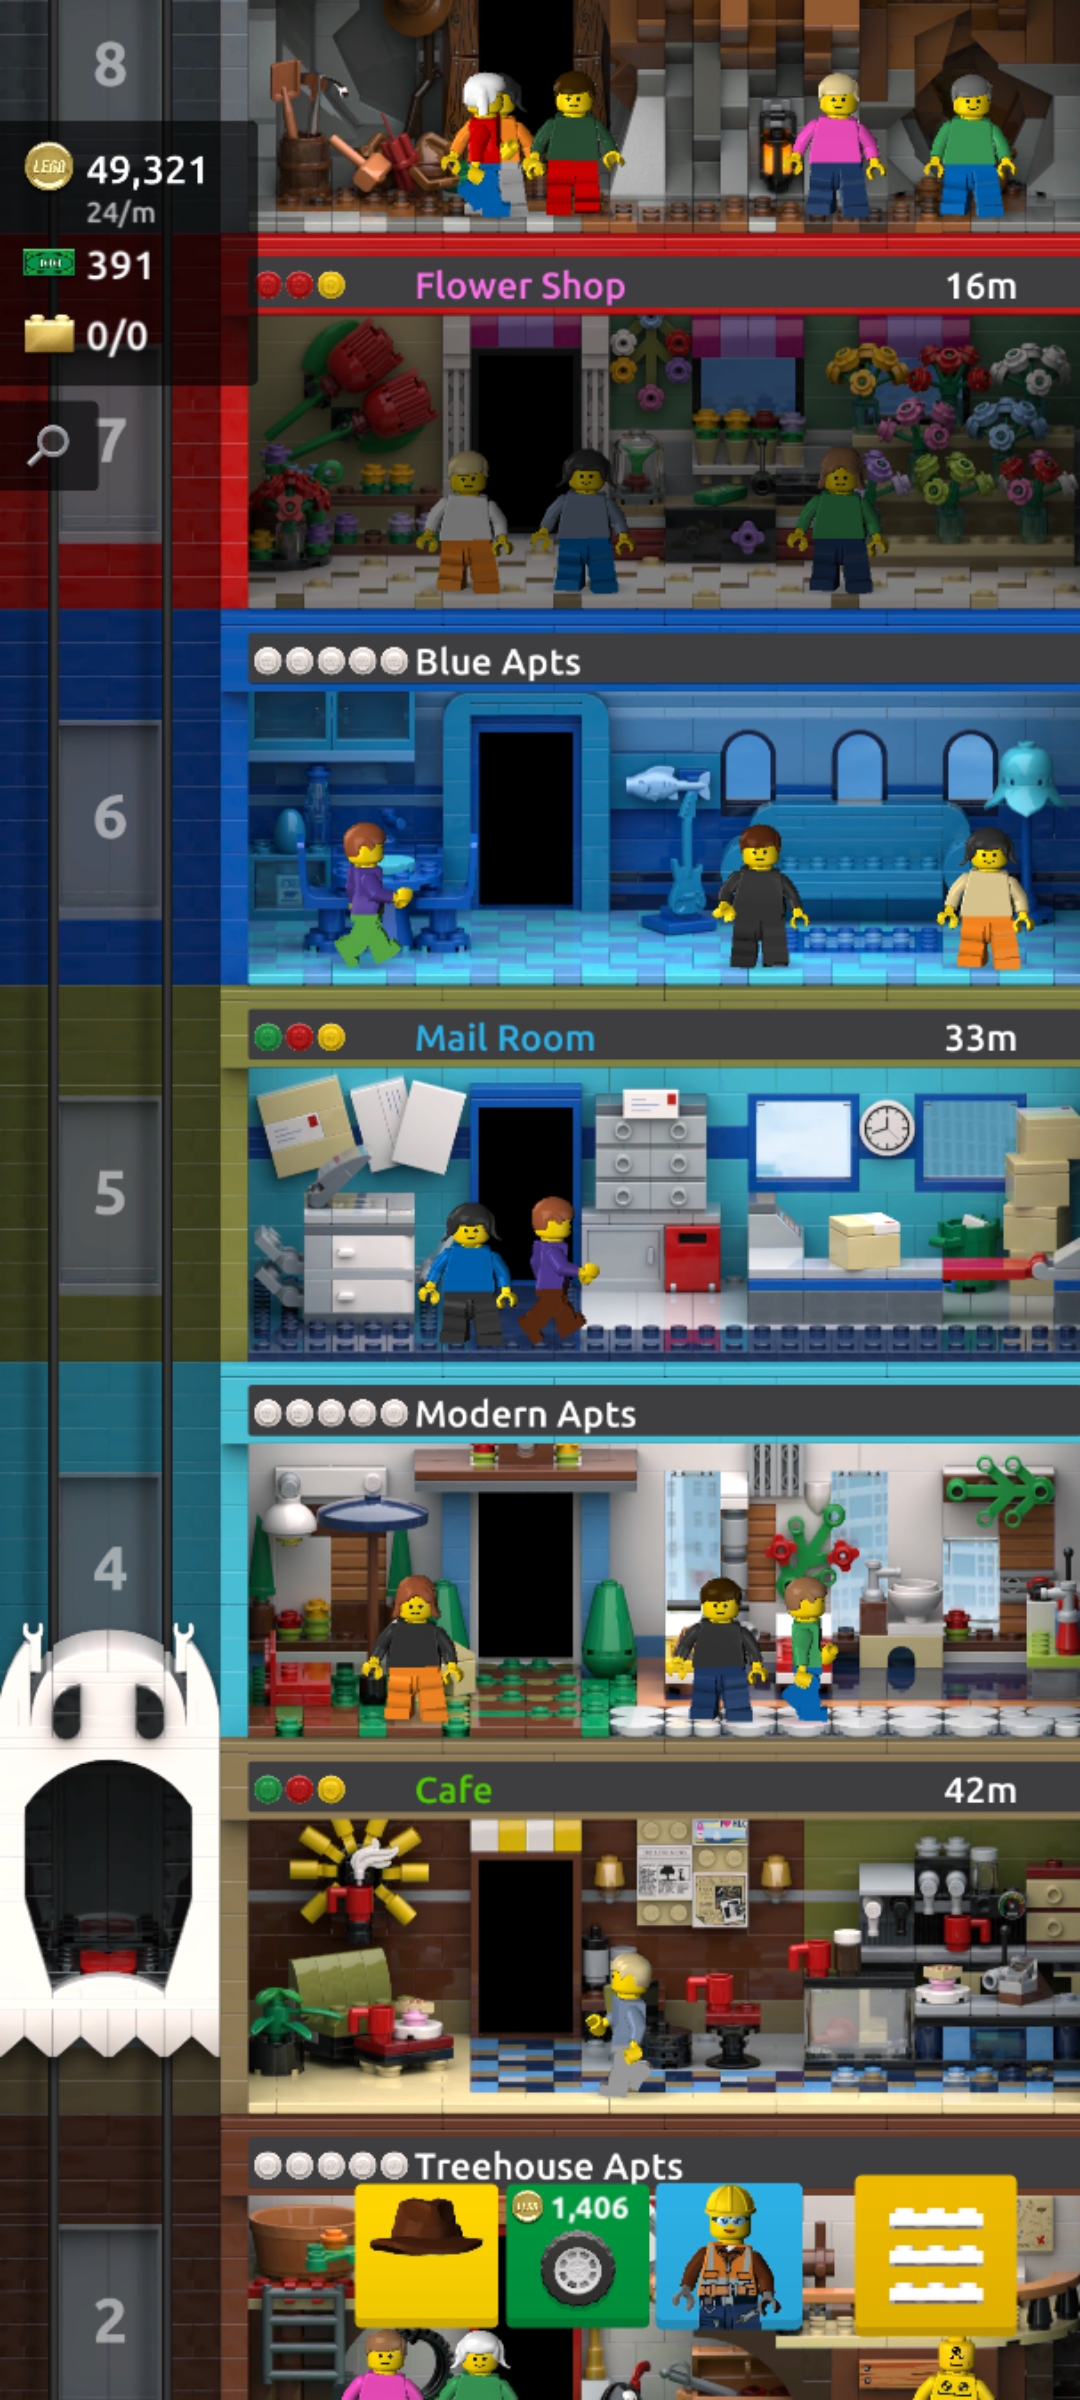 8
LEGO 49,321
24/m
391
0/0
Flower Shop 16m
7
Blue Apts
6
Mail Room 33m
5
Modern Apts
4
Cafe 42m
Treehouse Apts
1,406
2